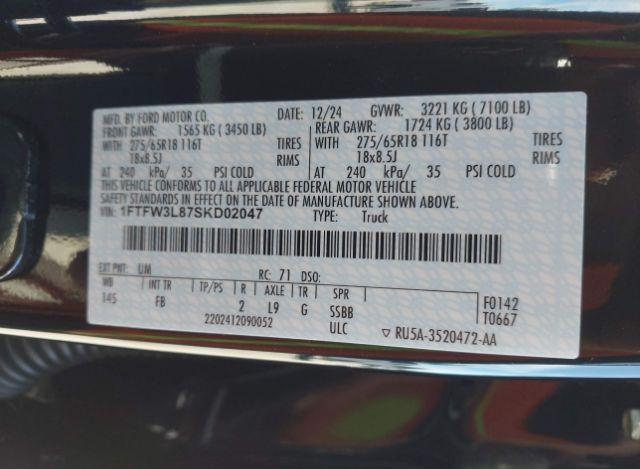 MFD. BY FORD MOTOR CO. DATE: 12/24 GVWR: 3221 KG ( 7100 LB)
FRONT GAWR: 1565 KG ( 3450 LB) REAR GAWR: 1724 KG ( 3800 LB)
WITH 275/65R18 116T TIRES WITH 275/65R18 116T TIRES
18x8.5J RIMS 18x8.5J RIMS
AT 240 kPa/ 35 PSI COLD AT 240 kPa/ 35 PSI COLD
THIS VEHICLE CONFORMS TO ALL APPLICABLE FEDERAL MOTOR VEHICLE
SAFETY STANDARDS IN EFFECT ON THE DATE OF MANUFACTURE SHOWN ABOVE.
VIN: 1FTFW3L87SKD02047 TYPE: Truck
EXT PNT: UM RC: 71 DSO:
WB INT TR TP/PS R AXLE TR SPR
145 FB 2 L9 G SSBB F0142
2202412090052 ULC T0667
▽ RU5A-3520472-AA